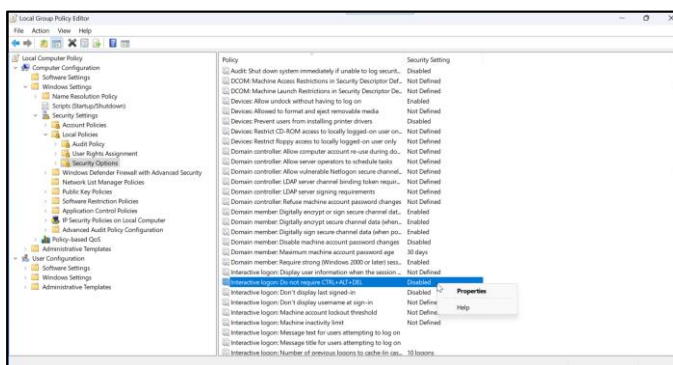 Local Group Policy Editor
File Action View Help
Local Computer Policy
Computer Configuration
Software Settings
Windows Settings
Name Resolution Policy
Scripts (Startup/Shutdown)
Security Settings
Account Policies
Local Policies
Audit Policy
User Rights Assignment
Security Options
Windows Defender Firewall with Advanced Security
Network List Manager Policies
Public Key Policies
Software Restriction Policies
Application Control Policies
IP Security Policies on Local Computer
Advanced Audit Policy Configuration
Policy-based QoS
Administrative Templates
User Configuration
Software Settings
Windows Settings
Administrative Templates
Policy Security Setting
Audit: Shut down system immediately if unable to log securit... Disabled
DCOM: Machine Access Restrictions in Security Descriptor Def... Not Defined
DCOM: Machine Launch Restrictions in Security Descriptor De... Not Defined
Devices: Allow undock without having to log on Enabled
Devices: Allowed to format and eject removable media Not Defined
Devices: Prevent users from installing printer drivers Disabled
Devices: Restrict CD-ROM access to locally logged-on user on... Not Defined
Devices: Restrict floppy access to locally logged-on user only Not Defined
Domain controller: Allow computer account re-use during do... Not Defined
Domain controller: Allow server operators to schedule tasks Not Defined
Domain controller: Allow vulnerable Netlogon secure channel... Not Defined
Domain controller: LDAP server channel binding token requir... Not Defined
Domain controller: LDAP server signing requirements Not Defined
Domain controller: Refuse machine account password changes Not Defined
Domain member: Digitally encrypt or sign secure channel dat... Enabled
Domain member: Digitally encrypt secure channel data (when... Enabled
Domain member: Digitally sign secure channel data (when po... Enabled
Domain member: Disable machine account password changes Disabled
Domain member: Maximum machine account password age 30 days
Domain member: Require strong (Windows 2000 or later) sess... Enabled
Interactive logon: Display user information when the session ... Not Defined
Interactive logon: Do not require CTRL+ALT+DEL Disabled
Interactive logon: Don't display last signed-in Disabled
Interactive logon: Don't display username at sign-in Not Define
Interactive logon: Machine account lockout threshold Not Define
Interactive logon: Machine inactivity limit Not Defined
Interactive logon: Message text for users attempting to log on
Interactive logon: Message title for users attempting to log on
Interactive logon: Number of previous logons to cache (in cas... 10 logons
Properties
Help